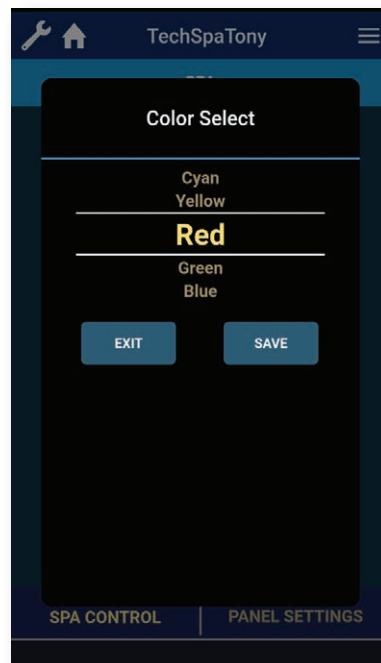 TechSpaTony
Color Select
Cyan
Yellow
Red
Green
Blue
EXIT SAVE
SPA CONTROL PANEL SETTINGS